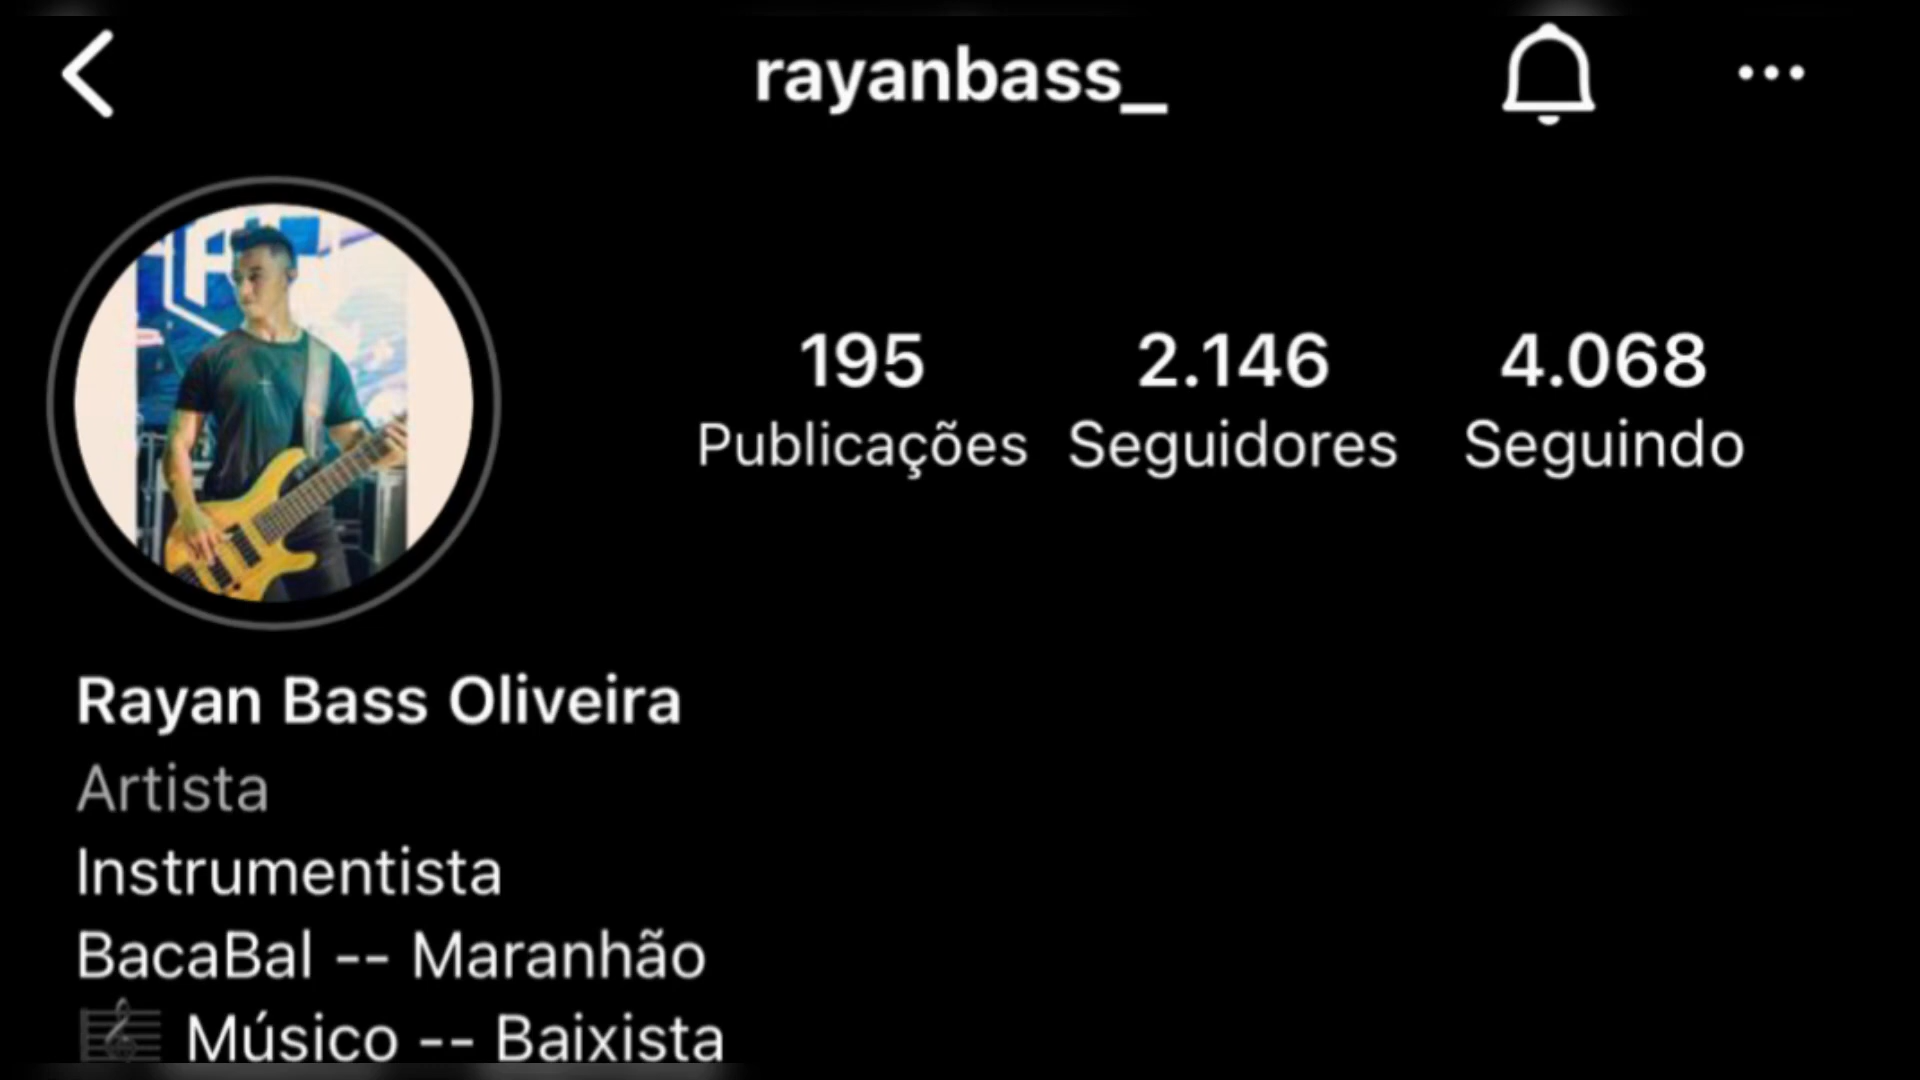 rayanbass_
195 2.146 4.068
Publicações Seguidores Seguindo
Rayan Bass Oliveira
Artista
Instrumentista
BacaBal -- Maranhão
🎼 Músico -- Baixista